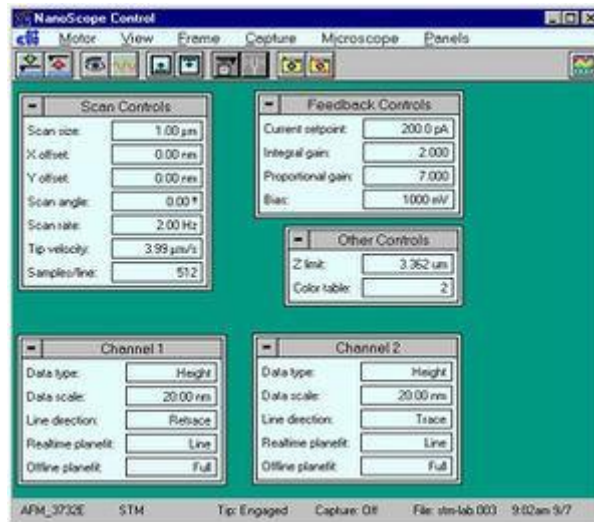 NanoScope Control
Motor View Frame Capture Microscope Panels
Scan Controls
Scan size: 1.00 µm
X offset: 0.00 nm
Y offset: 0.00 nm
Scan angle: 0.00 º
Scan rate: 2.00 Hz
Tip velocity: 3.99 µm/s
Samples/line: 512
Feedback Controls
Current setpoint: 200.0 pA
Integral gain: 2.000
Proportional gain: 7.000
Bias: 1000 mV
Other Controls
Z limit: 3.362 um
Color table: 2
Channel 1
Data type: Height
Data scale: 20.00 nm
Line direction: Retrace
Realtime planefit: Line
Offline planefit: Full
Channel 2
Data type: Height
Data scale: 20.00 nm
Line direction: Trace
Realtime planefit: Line
Offline planefit: Full
AFM_3732E STM Tip: Engaged Capture: Off File: stm-lab.003 9:02am 9/7